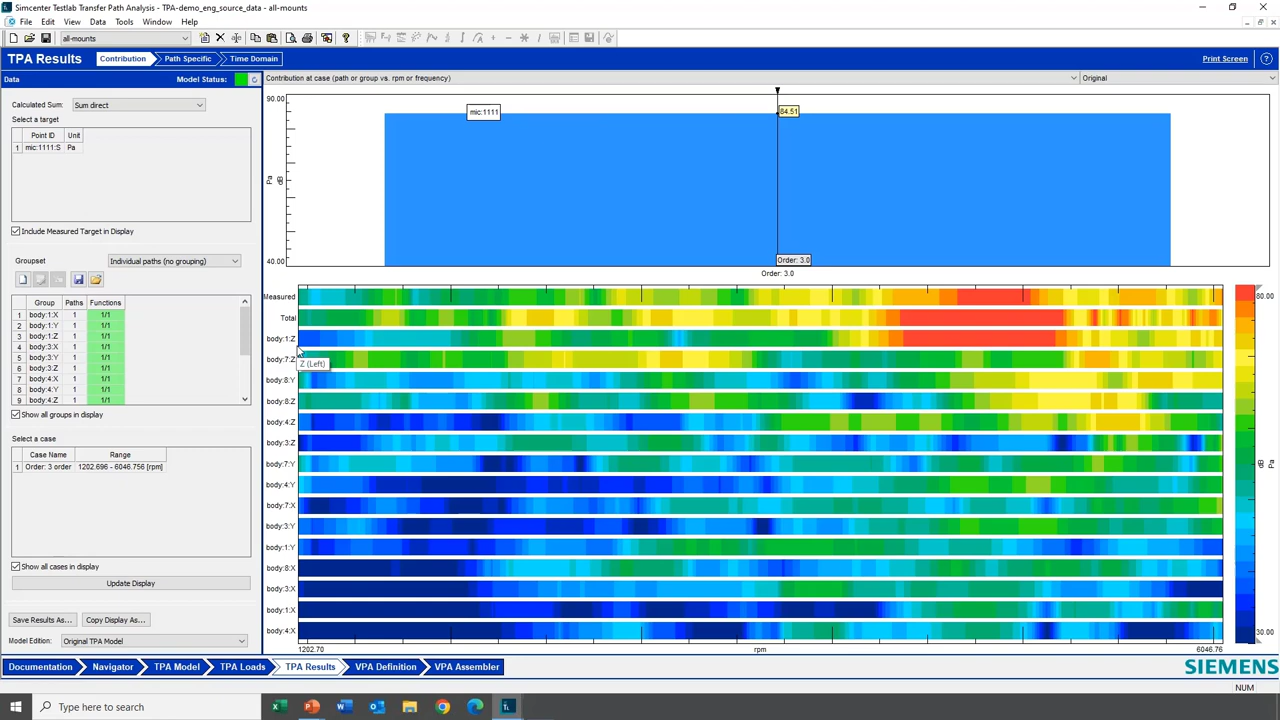 Simcenter Testlab Transfer Path Analysis - TPA-demo_eng_source_data - all-mounts
File Edit View Data Tools Window Help
all-mounts
TPA Results Contribution Path Specific Time Domain Print Screen
Data Model Status: Contribution at case (path or group vs. rpm or frequency) Original
Calculated Sum: Sum direct
Select a target
Point ID Unit
1 mic:1111:S Pa
Include Measured Target in Display
Groupset Individual paths (no grouping)
Group Paths Functions
1 body:1:X 1 1/1
2 body:1:Y 1 1/1
3 body:1:Z 1 1/1
4 body:3:X 1 1/1
5 body:3:Y 1 1/1
6 body:3:Z 1 1/1
7 body:4:X 1 1/1
8 body:4:Y 1 1/1
9 body:4:Z 1 1/1
Show all groups in display
Select a case
Case Name Range
1 Order: 3 order 1202.696 - 6046.756 [rpm]
Show all cases in display
Update Display
Save Results As... Copy Display As...
Model Edition: Original TPA Model
90.00
Pa
dB
40.00
mic:1111
84.51
Order: 3.0
Order: 3.0
Measured
Total
body:1:Z
Z (Left)
body:7:Z
body:8:Y
body:8:Z
body:4:Z
body:3:Z
body:7:Y
body:4:Y
body:7:X
body:3:Y
body:1:Y
body:8:X
body:3:X
body:1:X
body:4:X
1202.70 rpm 6046.76
80.00
dB
Pa
30.00
Documentation Navigator TPA Model TPA Loads TPA Results VPA Definition VPA Assembler SIEMENS
NUM
Type here to search